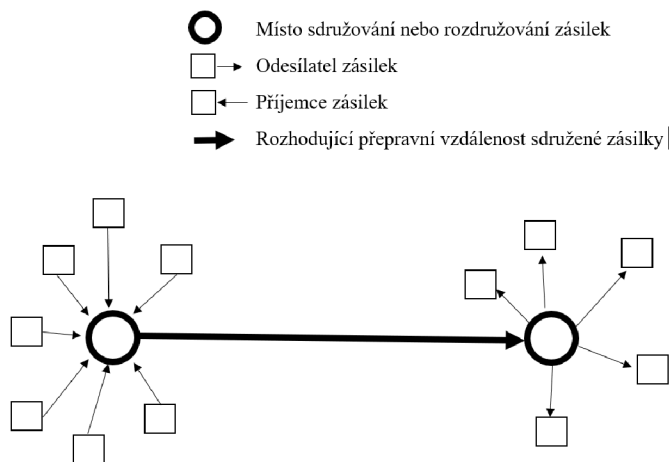 Místo sdružování nebo rozdružování zásilek
Odesílatel zásilek
Příjemce zásilek
Rozhodující přepravní vzdálenost sdružené zásilky